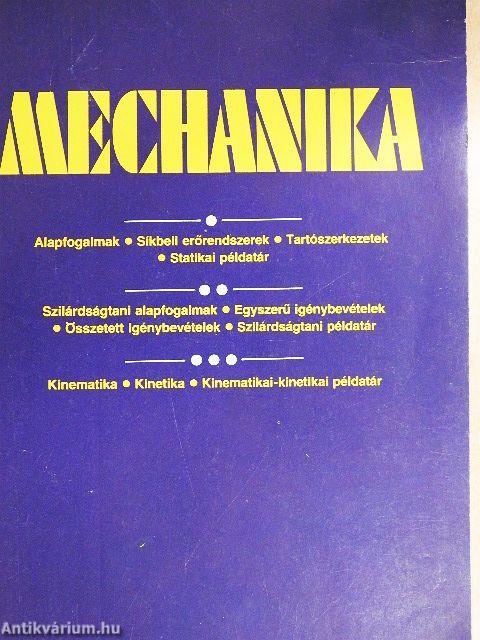 MECHANIKA
Alapfogalmak • Síkbeli erőrendszerek • Tartószerkezetek
• Statikai példatár
Szilárdságtani alapfogalmak • Egyszerű igénybevételek
• Összetett igénybevételek • Szilárdságtani példatár
Kinematika • Kinetika • Kinematikai-kinetikai példatár
Antikvárium.hu